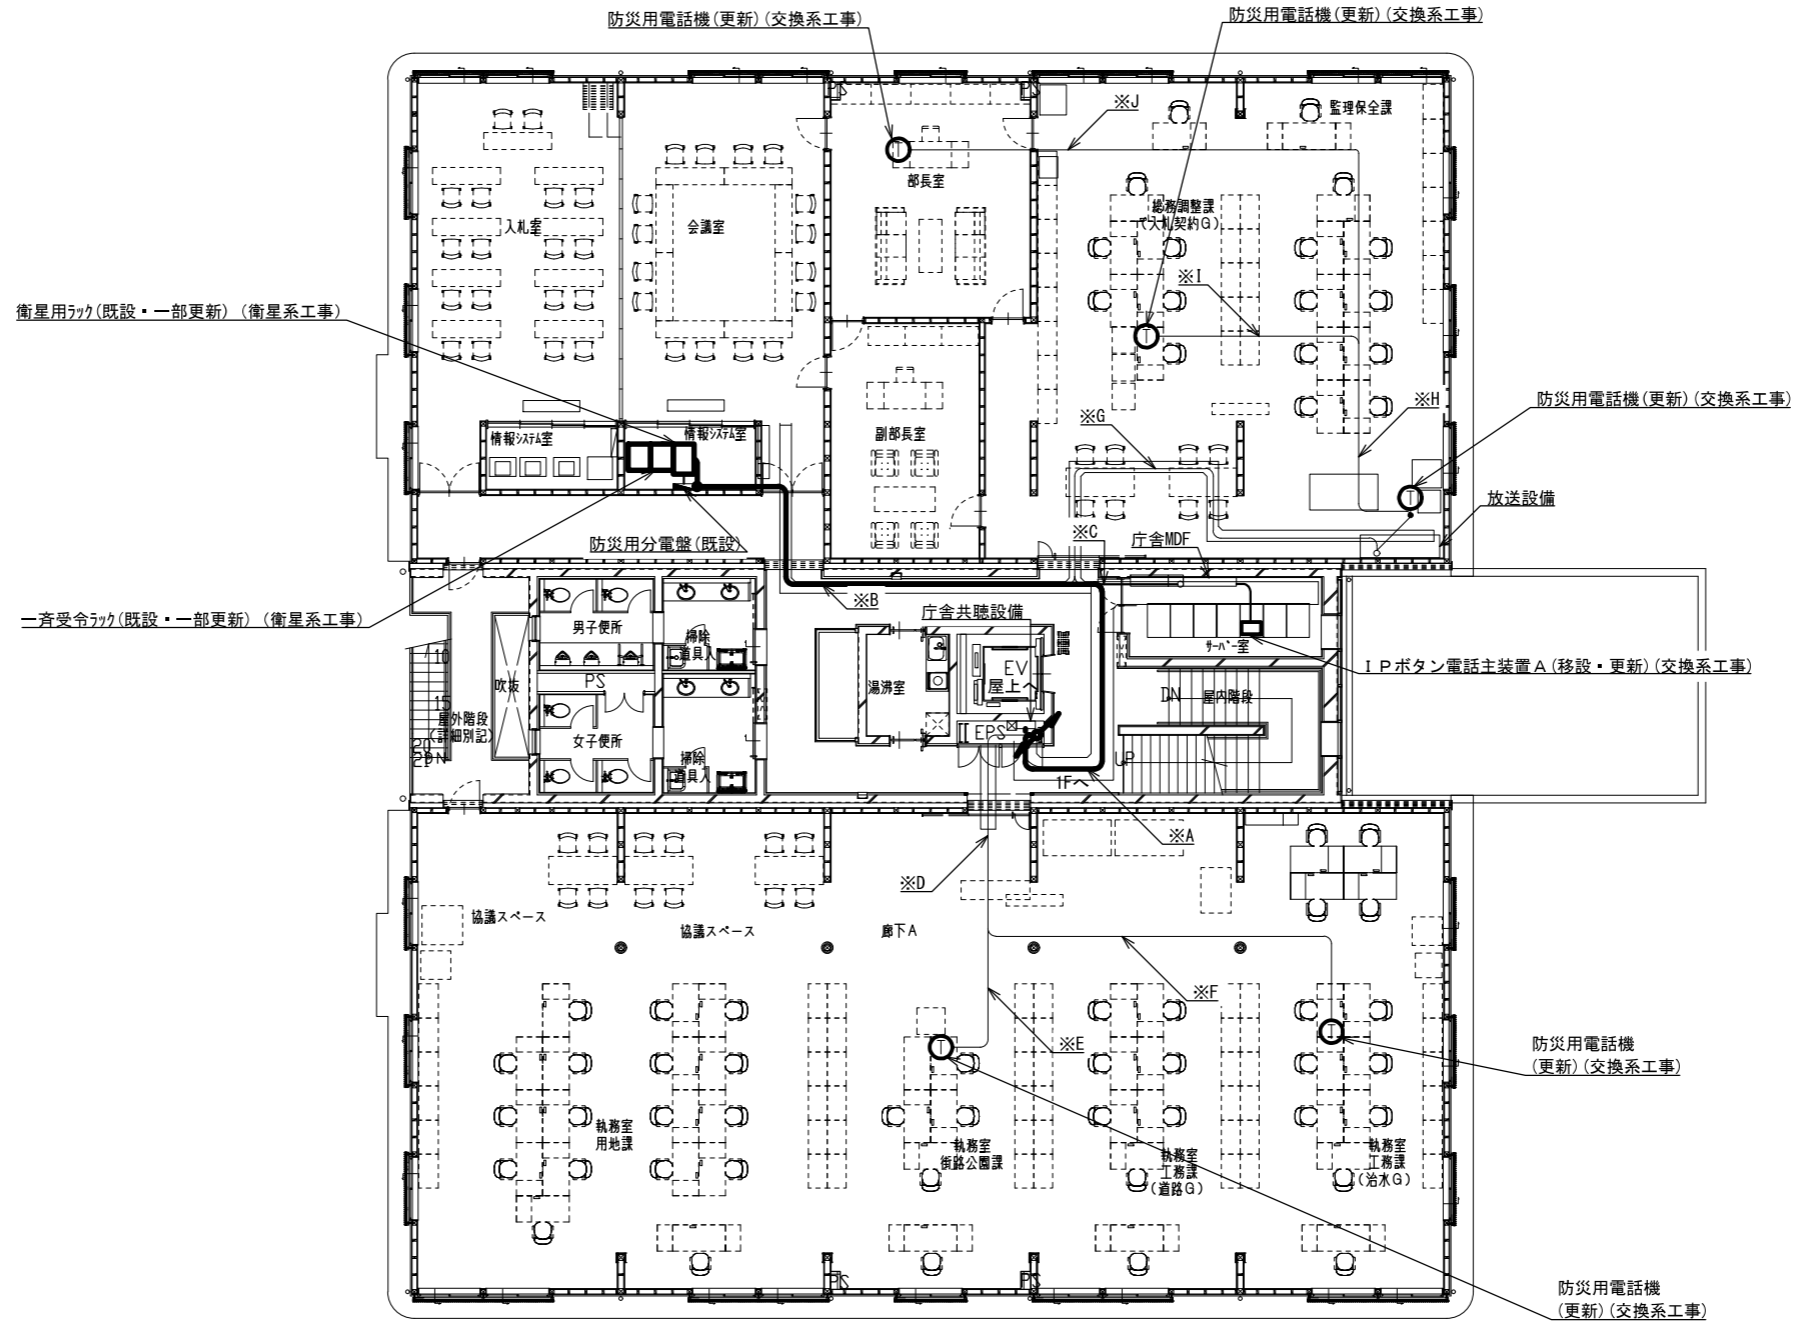 防災用電話機(更新)(交換系工事)
防災用電話機(更新)(交換系工事)
PS
PS
※J
監理保全課
部長室
総務調整課
(入札契約G)
入札室
会議室
※I
衛星用ラック(既設・一部更新)(衛星系工事)
※H
防災用電話機(更新)(交換系工事)
※G
情報システム室
情報システム室
副部長室
放送設備
※C
庁舎MDF
防災用分電盤(既設)
※B
庁舎共聴設備
一斉受令ラック(既設・一部更新)(衛星系工事)
男子便所
掃除
道具入
サーバー室
10
EV
IPボタン電話主装置A(移設・更新)(交換系工事)
PS
吹抜
湯沸室
屋上へ
DN
屋内階段
15
屋外階段
(詳細別記)
女子便所
EPS
掃除
道具入
UP
1Fへ
※A
※D
協議スペース
協議スペース
廊下A
※F
※E
防災用電話機
(更新)(交換系工事)
執務室
用地課
執務室
街路公園課
執務室
工務課
(道路G)
執務室
工務課
(治水G)
PS
PS
防災用電話機
(更新)(交換系工事)